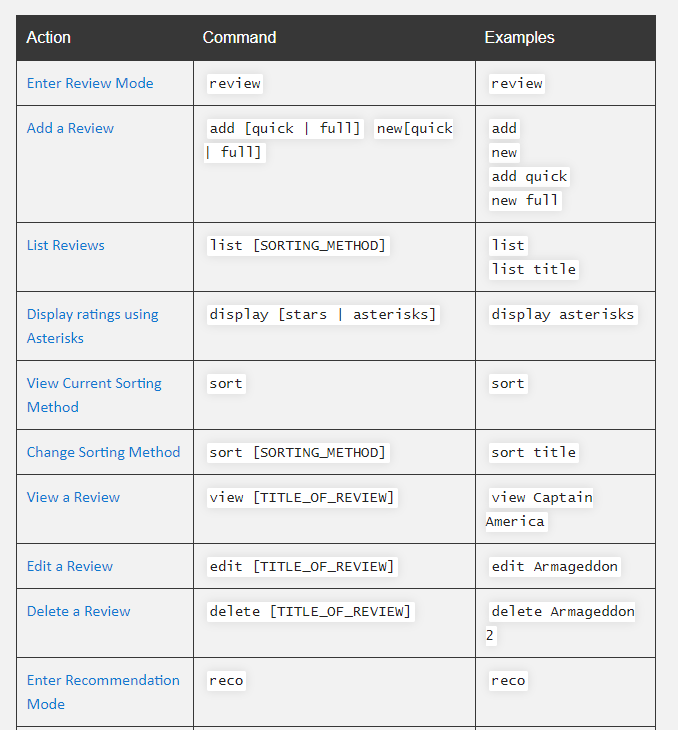 Action Command Examples
Enter Review Mode review review
Add a Review add [quick | full] new[quick add
| full] new
add quick
new full
List Reviews list [SORTING_METHOD] list
list title
Display ratings using display [stars | asterisks] display asterisks
Asterisks
View Current Sorting sort sort
Method
Change Sorting Method sort [SORTING_METHOD] sort title
View a Review view [TITLE_OF_REVIEW] view Captain
America
Edit a Review edit [TITLE_OF_REVIEW] edit Armageddon
Delete a Review delete [TITLE_OF_REVIEW] delete Armageddon
2
Enter Recommendation reco reco
Mode